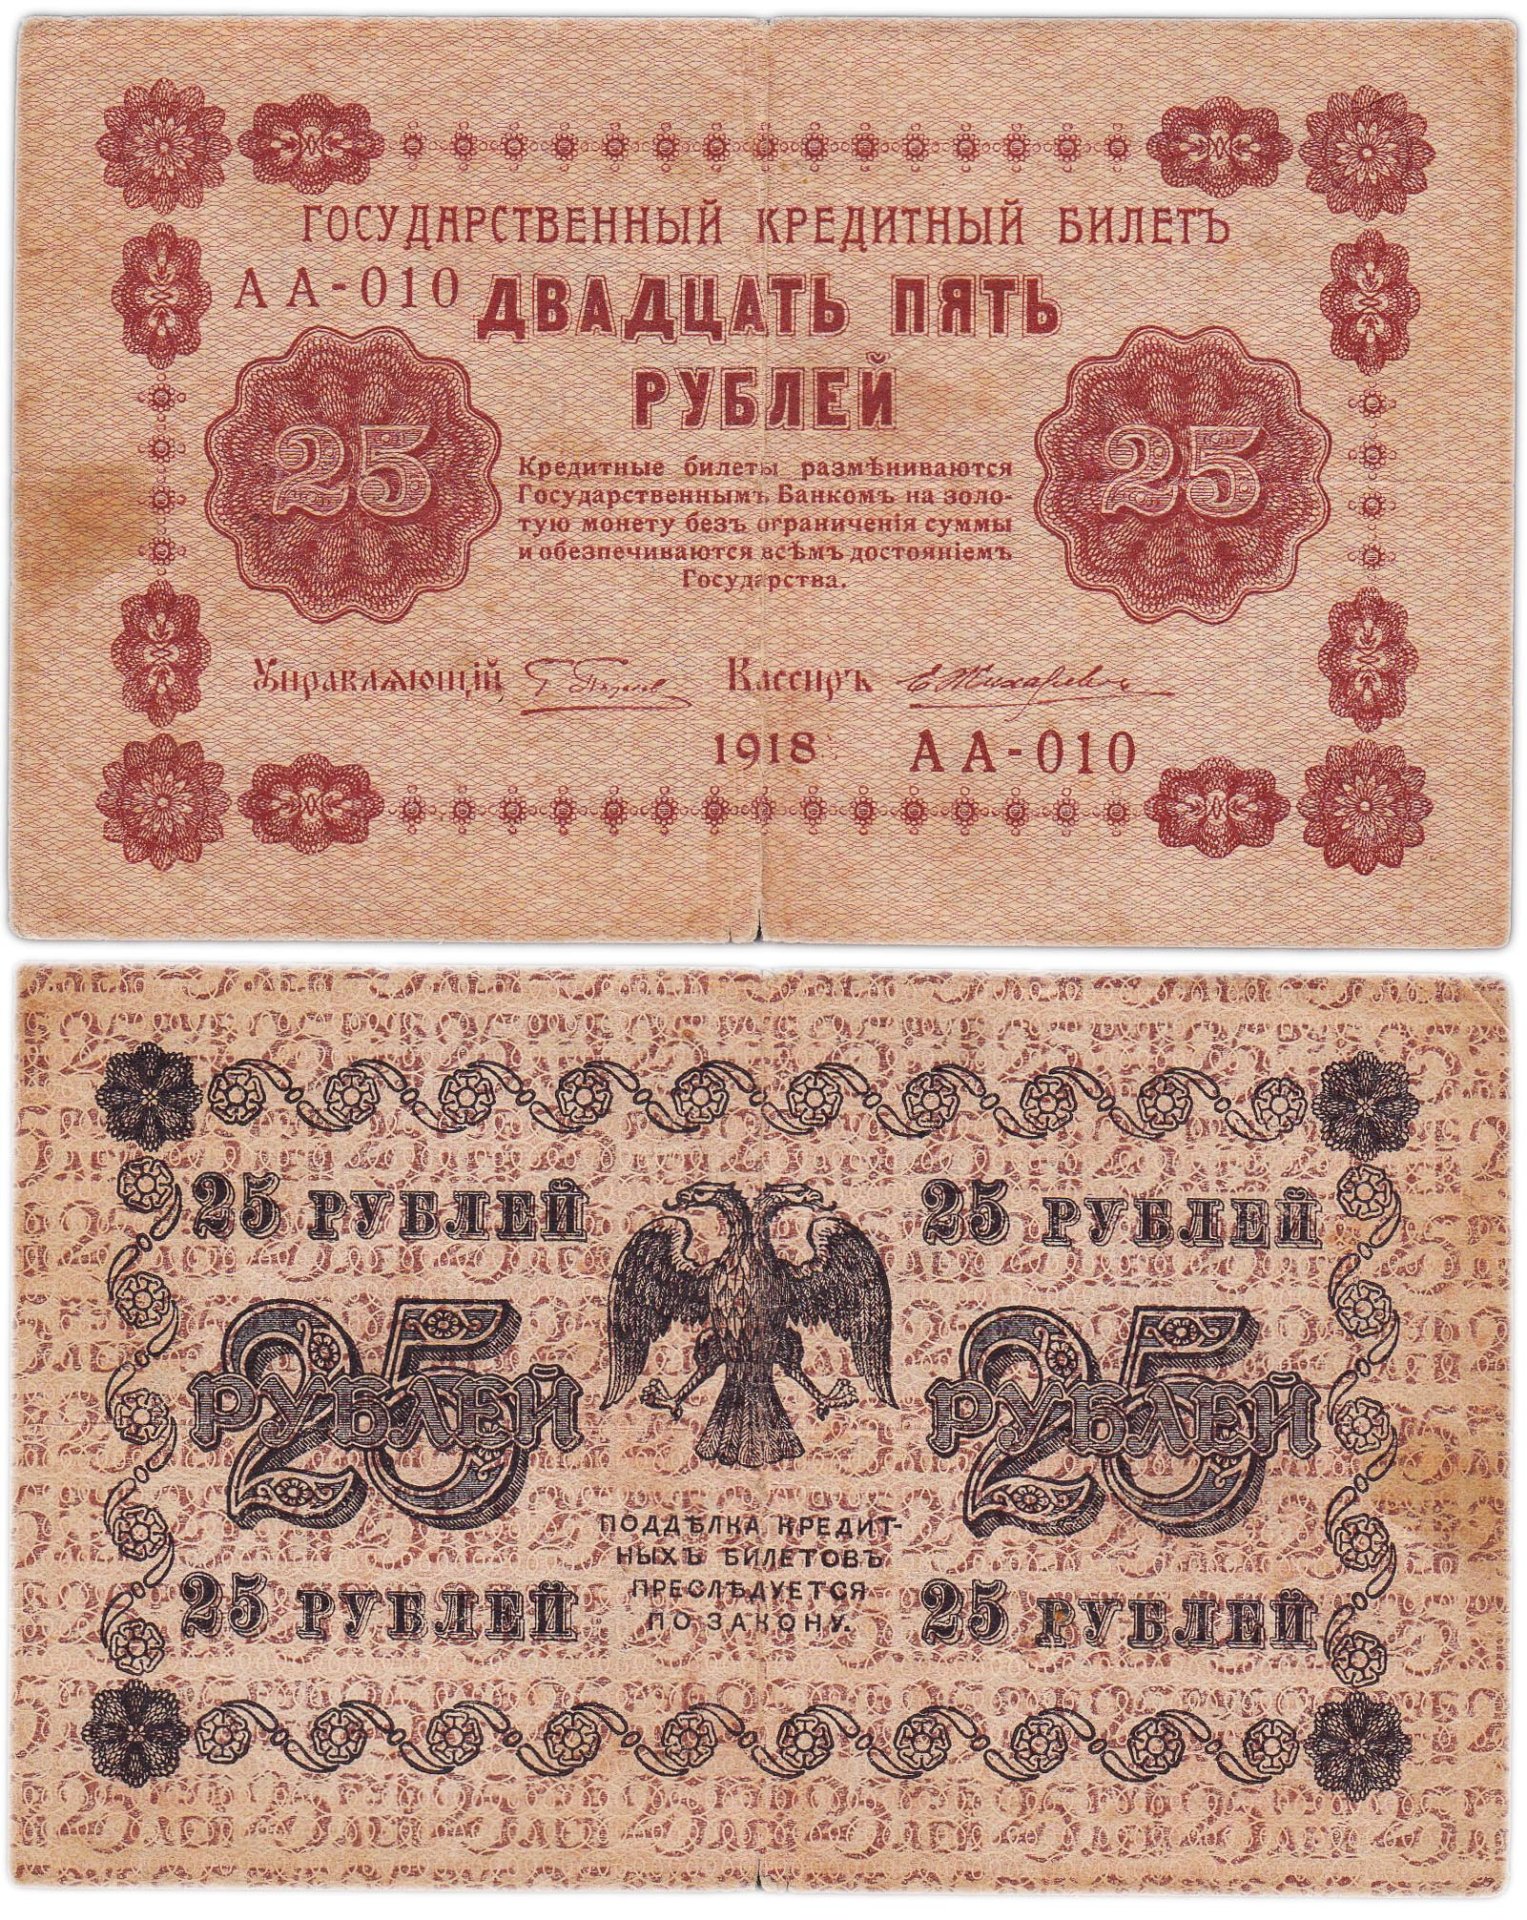 ГОСУДАРСТВЕННЫЙ КРЕДИТНЫЙ БИЛЕТЪ
АА-010
ДВАДЦАТЬ ПЯТЬ
РУБЛЕЙ
25
25
Кредитные билеты размѣниваются
Государственнымъ Банкомъ на золо-
тую монету безъ ограниченія суммы
и обезпечиваются всѣмъ достояніемъ
Государства.
Управляющій
Кассиръ
1918
АА-010
25 РУБЛЕЙ
25 РУБЛЕЙ
25 РУБЛЕЙ
25 РУБЛЕЙ
ПОДДѢЛКА КРЕДИТ-
НЫХЪ БИЛЕТОВЪ
ПРЕСЛѢДУЕТСЯ
ПО ЗАКОНУ.
25 РУБЛЕЙ
25 РУБЛЕЙ